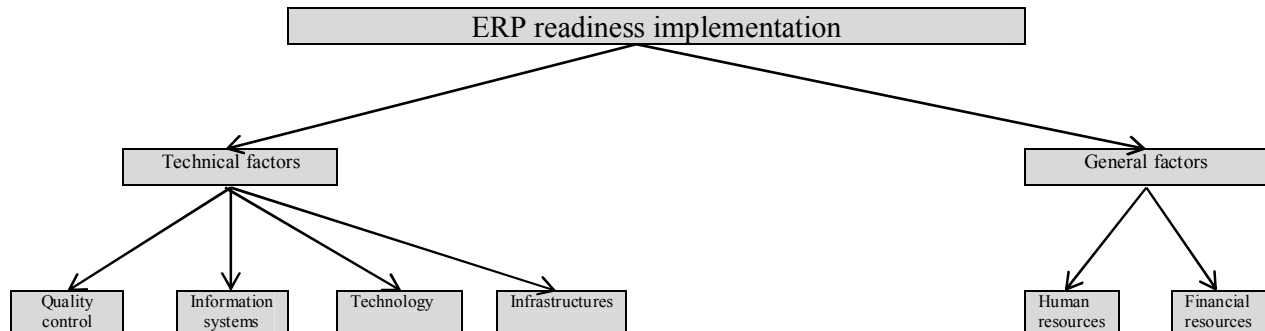 ERP readiness implementation
Technical factors
General factors
Quality
control
Information
systems
Technology
Infrastructures
Human
resources
Financial
resources